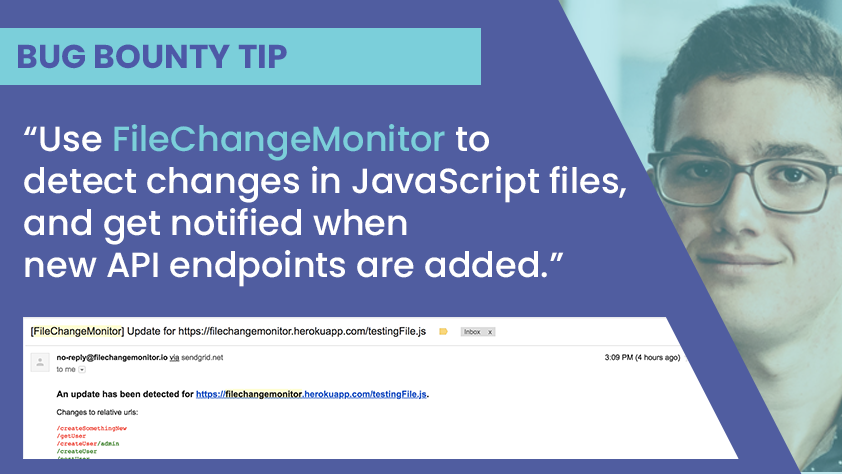 BUG BOUNTY TIP
“Use FileChangeMonitor to
detect changes in JavaScript files,
and get notified when
new API endpoints are added.”
[FileChangeMonitor] Update for https://filechangemonitor.herokuapp.com/testingFile.js Inbox x
no-reply@filechangemonitor.io via sendgrid.net 3:09 PM (4 hours ago)
to me
An update has been detected for https://filechangemonitor.herokuapp.com/testingFile.js.
Changes to relative urls:
/createSomethingNew
/getUser
/createUser/admin
/createUser